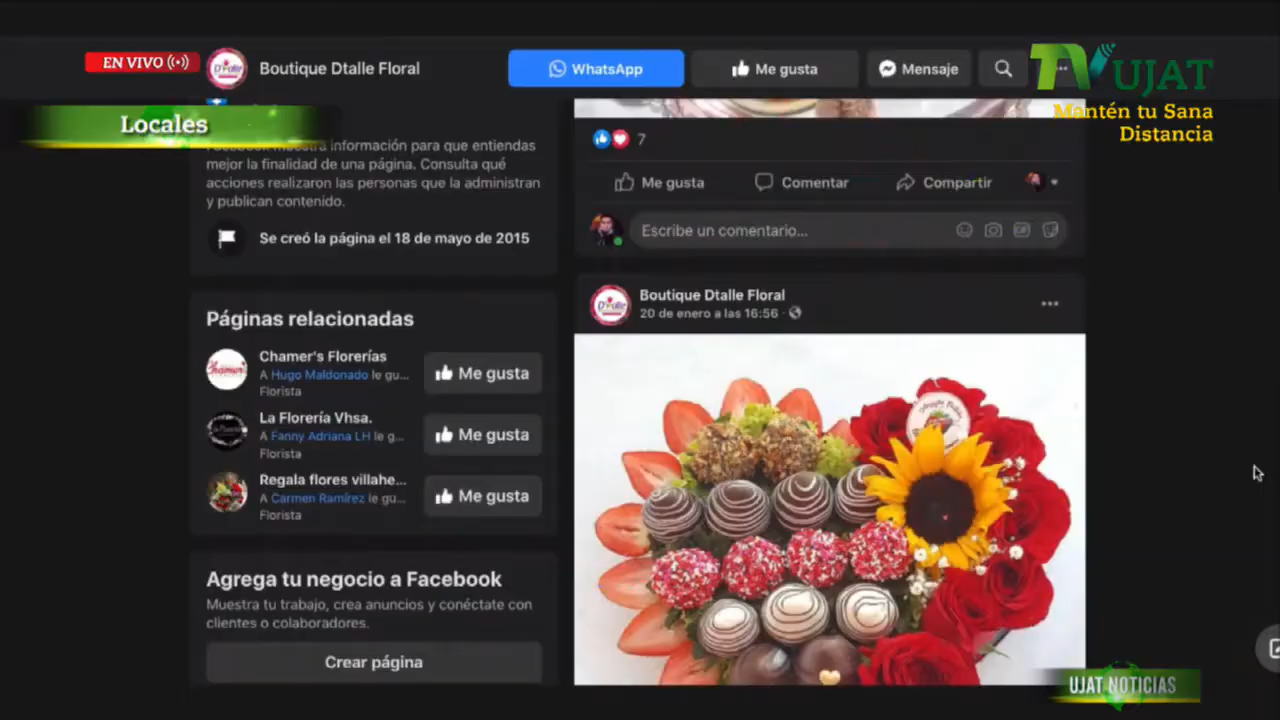 EN VIVO
Boutique Dtalle Floral
WhatsApp
Me gusta
Mensaje
TV UJAT
Mantén tu Sana
Distancia
Locales
información para que entiendas
mejor la finalidad de una página. Consulta qué
acciones realizaron las personas que la administran
y publican contenido.
Se creó la página el 18 de mayo de 2015
Páginas relacionadas
Chamer's Florerías
A Hugo Maldonado le gu...
Florista
Me gusta
La Florería Vhsa.
A Fanny Adriana LH le g...
Florista
Me gusta
Regala flores villahe...
A Carmen Ramírez le gu...
Florista
Me gusta
Agrega tu negocio a Facebook
Muestra tu trabajo, crea anuncios y conéctate con
clientes o colaboradores.
Crear página
7
Me gusta
Comentar
Compartir
Escribe un comentario...
GIF
Boutique Dtalle Floral
20 de enero a las 16:56
UJAT NOTICIAS